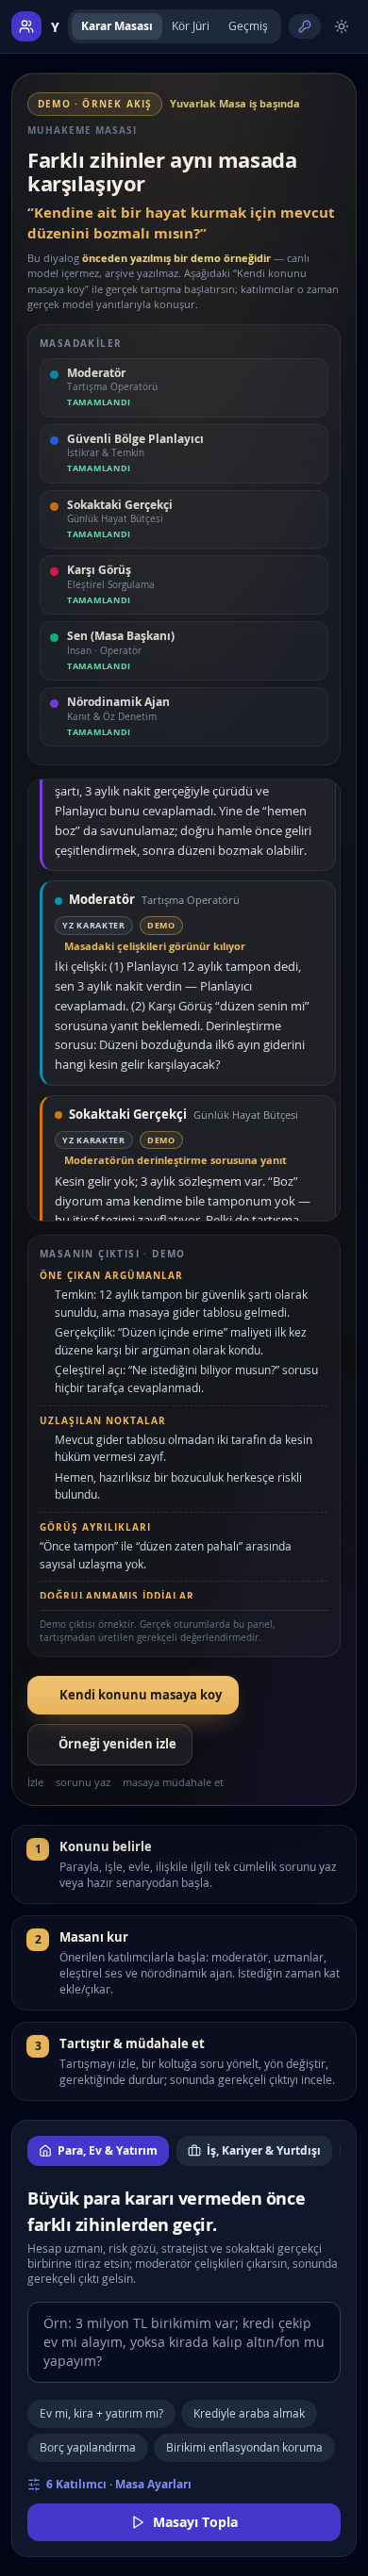 Y
Karar Masası
Kör Jüri
Geçmiş
DEMO · ÖRNEK AKIŞ
Yuvarlak Masa iş başında
MUHAKEME MASASI
Farklı zihinler aynı masada
karşılaşıyor
“Kendine ait bir hayat kurmak için mevcut
düzenini bozmalı mısın?”
Bu diyalog önceden yazılmış bir demo örneğidir — canlı
model içermez, arşive yazılmaz. Aşağıdaki “Kendi konunu
masaya koy” ile gerçek tartışma başlatırsın; katılımcılar o zaman
gerçek model yanıtlarıyla konuşur.
MASADAKİLER
Moderatör
Tartışma Operatörü
TAMAMLANDI
Güvenli Bölge Planlayıcı
İstikrar & Temkin
TAMAMLANDI
Sokaktaki Gerçekçi
Günlük Hayat Bütçesi
TAMAMLANDI
Karşı Görüş
Eleştirel Sorgulama
TAMAMLANDI
Sen (Masa Başkanı)
İnsan · Operatör
TAMAMLANDI
Nörodinamik Ajan
Kanıt & Öz Denetim
TAMAMLANDI
şartı, 3 aylık nakit gerçeğiyle çürüdü ve
Planlayıcı bunu cevaplamadı. Yine de “hemen
boz” da savunulamaz; doğru hamle önce gideri
çeşitlendirmek, sonra düzeni bozmak olabilir.
Moderatör Tartışma Operatörü
YZ KARAKTER
DEMO
Masadaki çelişkileri görünür kılıyor
İki çelişki: (1) Planlayıcı 12 aylık tampon dedi,
sen 3 aylık nakit verdin — Planlayıcı
cevaplamadı. (2) Karşı Görüş “düzen senin mi”
sorusuna yanıt beklemedi. Derinleştirme
sorusu: Düzeni bozduğunda ilk6 ayın giderini
hangi kesin gelir karşılayacak?
Sokaktaki Gerçekçi Günlük Hayat Bütçesi
YZ KARAKTER
DEMO
Moderatörün derinleştirme sorusuna yanıt
Kesin gelir yok; 3 aylık sözleşmem var. “Boz”
diyorum ama kendime bile tamponum yok —
bu itiraf tezimi zayıflatıyor. Belki de tartışma
MASANIN ÇIKTISI · DEMO
ÖNE ÇIKAN ARGÜMANLAR
Temkin: 12 aylık tampon bir güvenlik şartı olarak
sunuldu, ama masaya gider tablosu gelmedi.
Gerçekçilik: “Düzen içinde erime” maliyeti ilk kez
düzene karşı bir argüman olarak kondu.
Çeleştirel açı: “Ne istediğini biliyor musun?” sorusu
hiçbir tarafça cevaplanmadı.
UZLAŞILAN NOKTALAR
Mevcut gider tablosu olmadan iki tarafın da kesin
hüküm vermesi zayıf.
Hemen, hazırlıksız bir bozuculuk herkesçe riskli
bulundu.
GÖRÜŞ AYRILIKLARI
“Önce tampon” ile “düzen zaten pahalı” arasında
sayısal uzlaşma yok.
DOĞRULANMAMIŞ İDDİALAR
Demo çıktısı örnektir. Gerçek oturumlarda bu panel,
tartışmadan üretilen gerekçeli değerlendirmedir.
Kendi konunu masaya koy
Örneği yeniden izle
İzle sorunu yaz masaya müdahale et
1
Konunu belirle
Parayla, işle, evle, ilişkile ilgili tek cümlelik sorunu yaz
veya hazır senaryodan başla.
2
Masanı kur
Önerilen katılımcılarla başla: moderatör, uzmanlar,
eleştirel ses ve nörodinamik ajan. İstediğin zaman kat
ekle/çıkar.
3
Tartıştır & müdahale et
Tartışmayı izle, bir koltuğa soru yönelt, yön değiştir,
gerektiğinde durdur; sonunda gerekçeli çıktıyı incele.
Para, Ev & Yatırım
İş, Kariyer & Yurtdışı
Büyük para kararı vermeden önce
farklı zihinlerden geçir.
Hesap uzmanı, risk gözü, stratejist ve sokaktaki gerçekçi
birbirine itiraz etsin; moderatör çelişkileri çıkarsın, sonunda
gerekçeli çıktı gelsin.
Örn: 3 milyon TL birikimim var; kredi çekip
ev mi alayım, yoksa kirada kalıp altın/fon mu
yapayım?
Ev mi, kira + yatırım mı?
Krediyle araba almak
Borç yapılandırma
Birikimi enflasyondan koruma
6 Katılımcı · Masa Ayarları
Masayı Topla